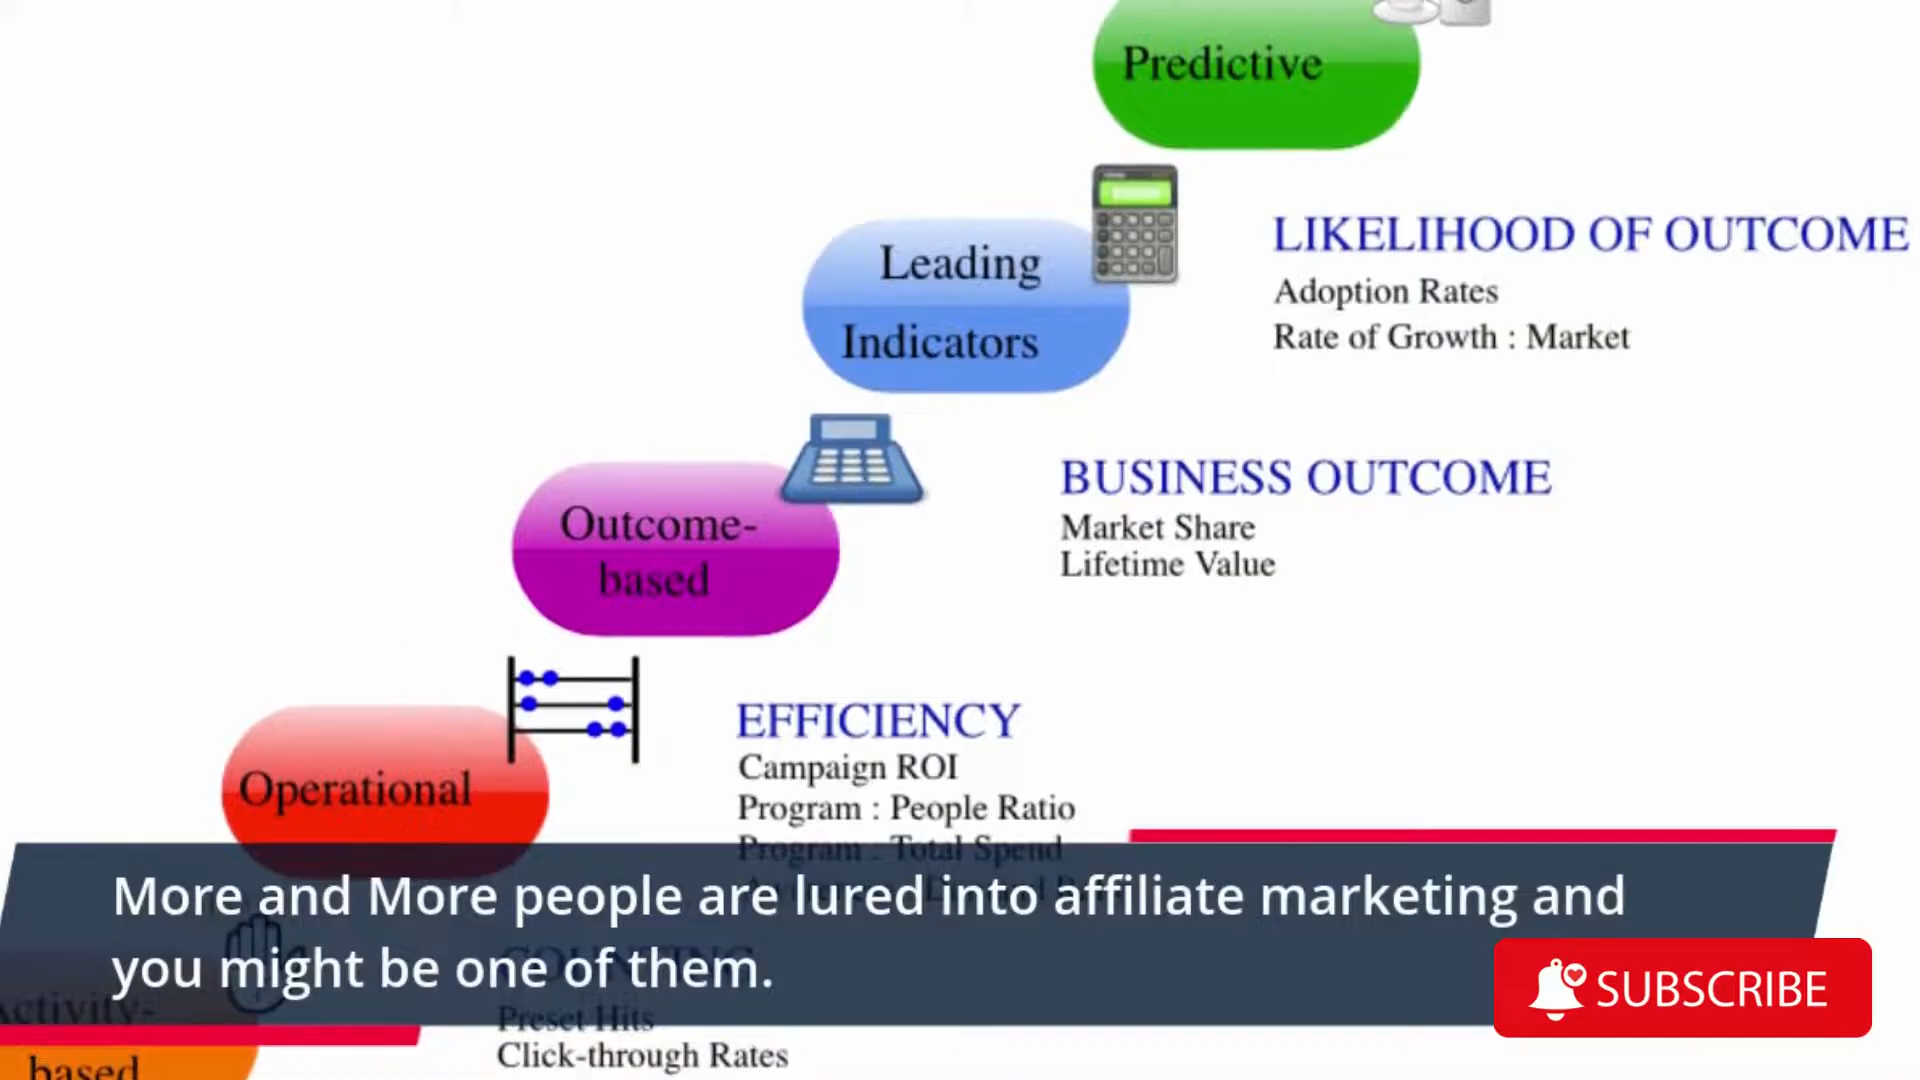 Predictive
Leading
Indicators
LIKELIHOOD OF OUTCOME
Adoption Rates
Rate of Growth : Market
Outcome-
based
BUSINESS OUTCOME
Market Share
Lifetime Value
Operational
EFFICIENCY
Campaign ROI
Program : People Ratio
Program : Total Spend
More and More people are lured into affiliate marketing and
you might be one of them.
SUBSCRIBE
COUNTING
Activity-
based
Preset Hits
Click-through Rates